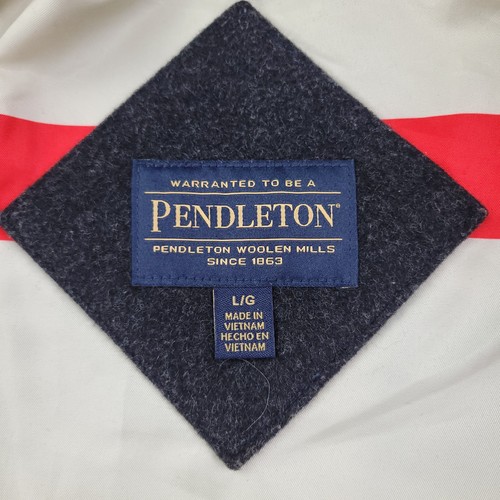 WARRANTED TO BE A
PENDLETON®
PENDLETON WOOLEN MILLS
SINCE 1863
L/G
MADE IN
VIETNAM
HECHO EN
VIETNAM